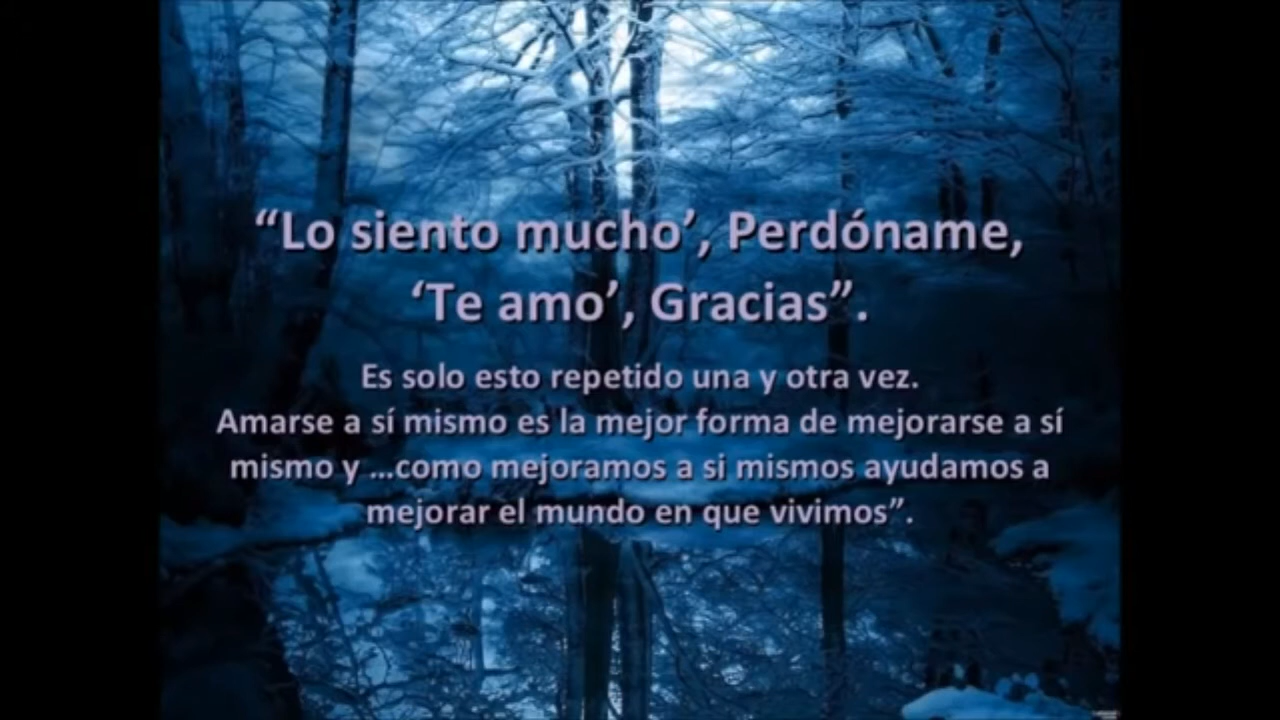 “Lo siento mucho’, Perdóname,
‘Te amo’, Gracias”.
Es solo esto repetido una y otra vez.
Amarse a sí mismo es la mejor forma de mejorarse a sí
mismo y ...como mejoramos a si mismos ayudamos a
mejorar el mundo en que vivimos”.